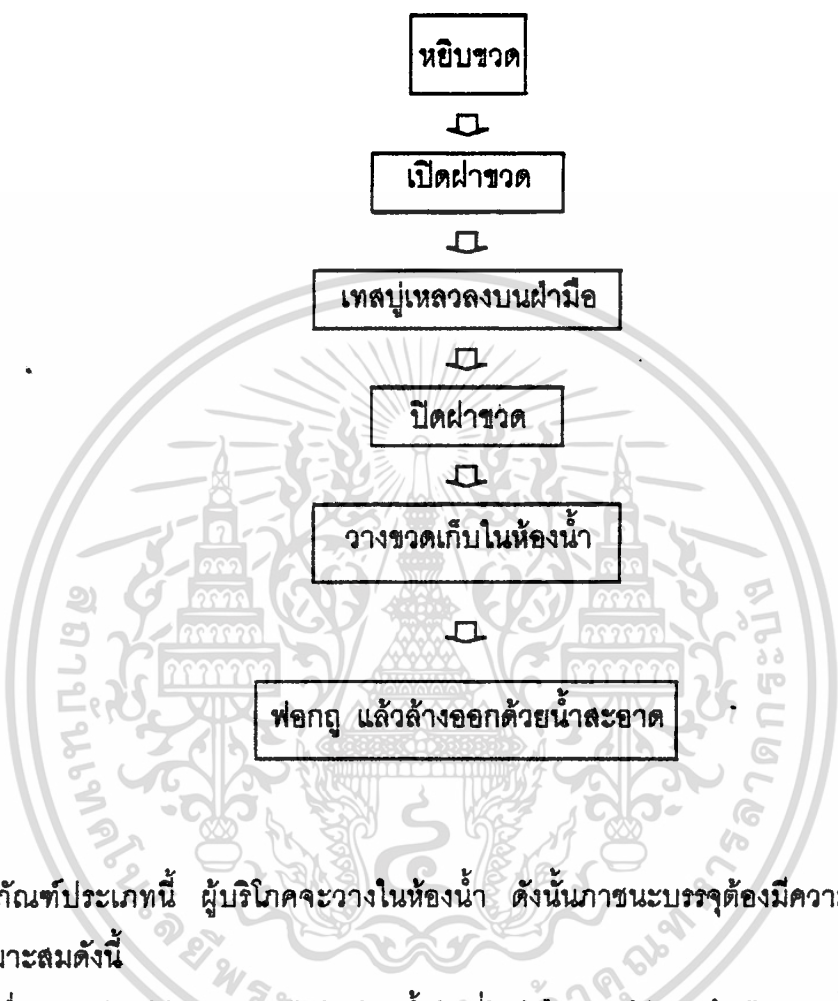 หยิบขวด
เปิดฝาขวด
เทสบู่เหลวลงบนฝ่ามือ
ปิดฝาขวด
วางขวดเก็บในห้องน้ำ
ฟอกถู แล้วล้างออกด้วยน้ำสะอาด
ภัณฑ์ประเภทนี้ ผู้บริโภคจะวางในห้องน้ำ ดังนั้นภาชนะบรรจุต้องมีความ
มาะสมดังนี้